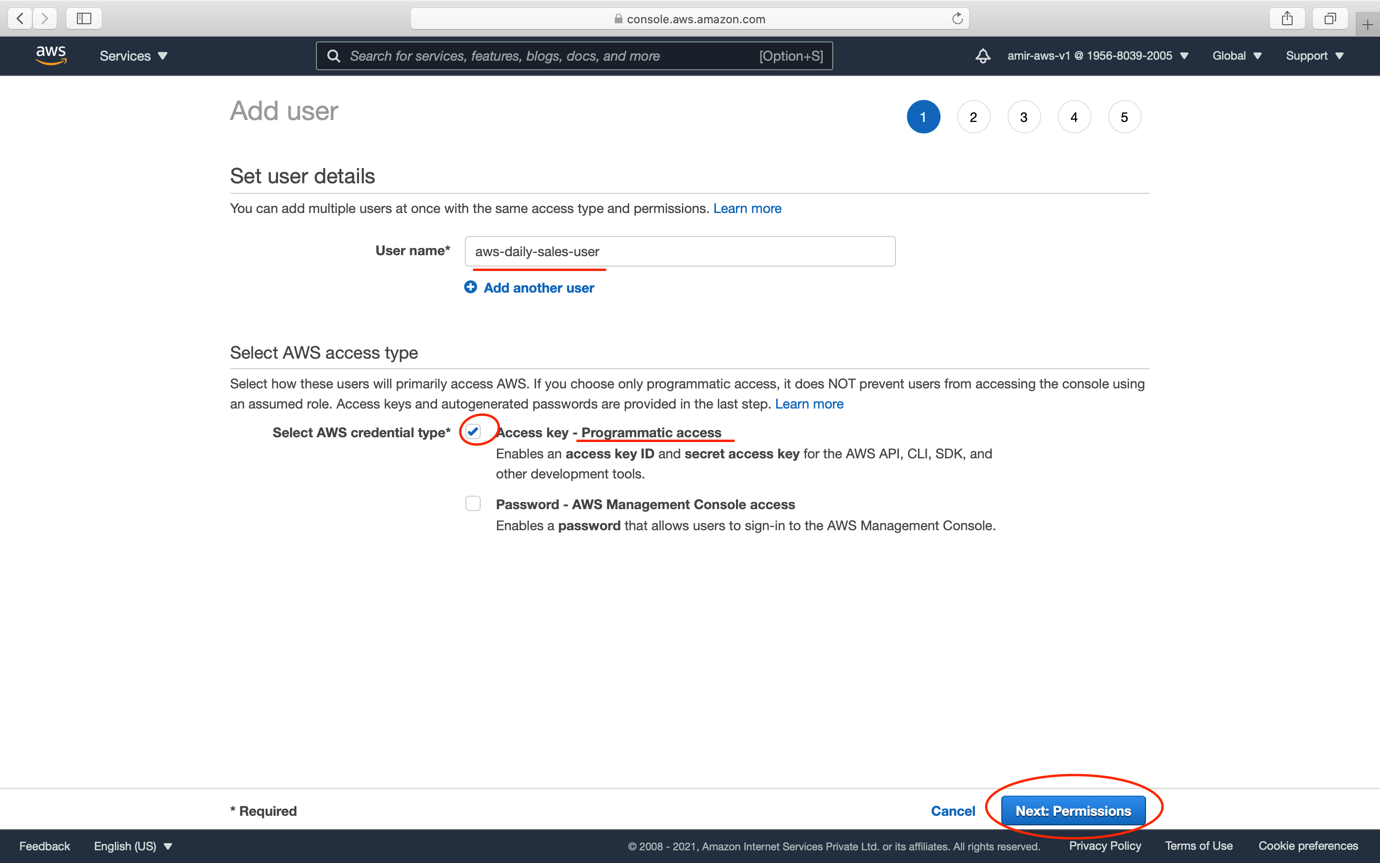 console.aws.amazon.com
aws
Services
Search for services, features, blogs, docs, and more
[Option+S]
amir-aws-v1 @ 1956-8039-2005
Global
Support
Add user
1
2
3
4
5
Set user details
You can add multiple users at once with the same access type and permissions. Learn more
User name*
aws-daily-sales-user
Add another user
Select AWS access type
Select how these users will primarily access AWS. If you choose only programmatic access, it does NOT prevent users from accessing the console using
an assumed role. Access keys and autogenerated passwords are provided in the last step. Learn more
Select AWS credential type*
Access key - Programmatic access
Enables an access key ID and secret access key for the AWS API, CLI, SDK, and
other development tools.
Password - AWS Management Console access
Enables a password that allows users to sign-in to the AWS Management Console.
* Required
Cancel
Next: Permissions
Feedback
English (US)
© 2008 - 2021, Amazon Internet Services Private Ltd. or its affiliates. All rights reserved.
Privacy Policy
Terms of Use
Cookie preferences